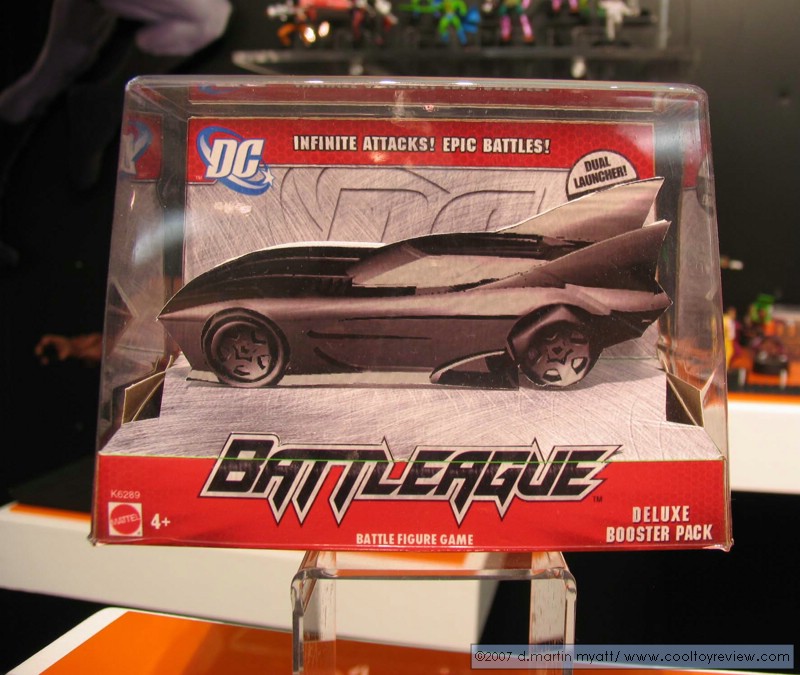 DC
INFINITE ATTACKS! EPIC BATTLES!
DUAL
LAUNCHER!
BATTLEAGUE™
K6289
MATTEL
4+
BATTLE FIGURE GAME
DELUXE
BOOSTER PACK
©2007 d.martin myatt/ www.cooltoyreview.com